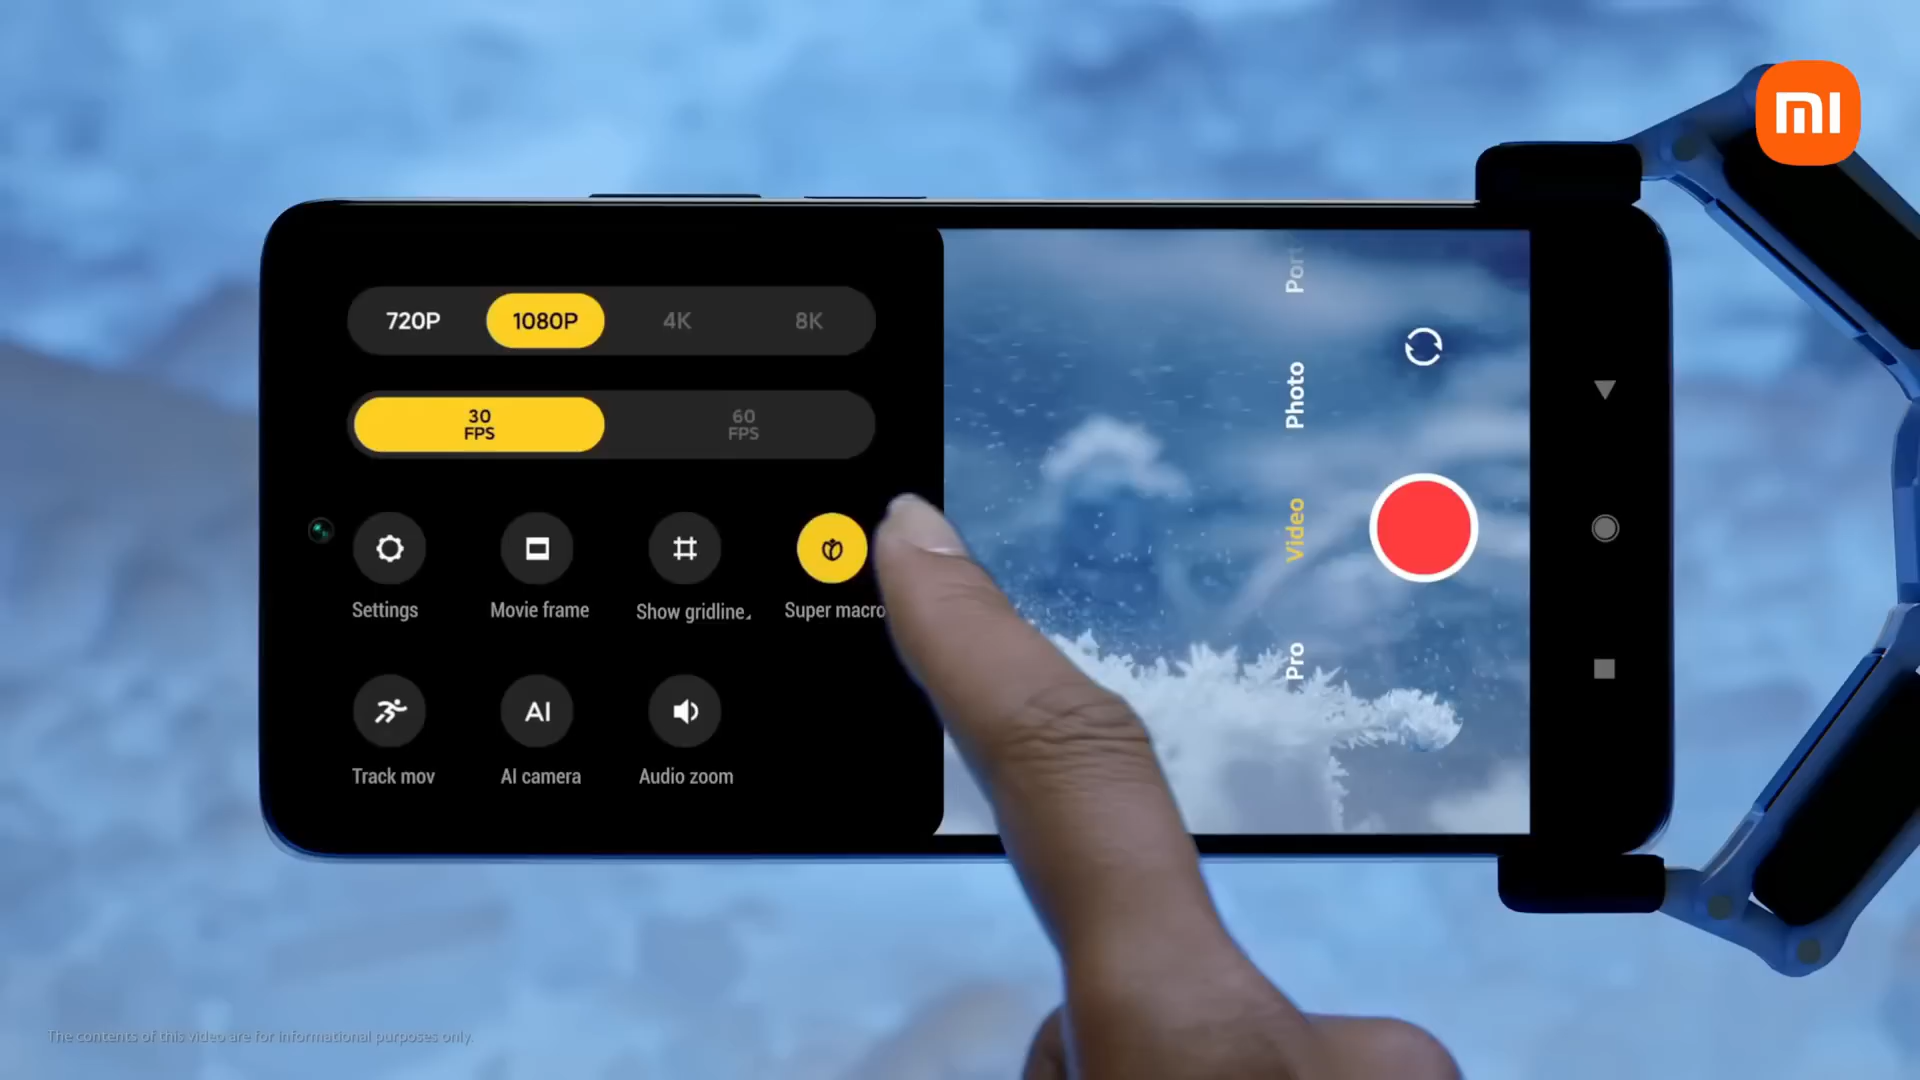 mi
720P 1080P 4K 8K
30
FPS
60
FPS
Settings
Movie frame
Show gridline
Super macro
Track mov
AI
AI camera
Audio zoom
Port
Photo
Video
Pro
The contents of this video are for informational purposes only.